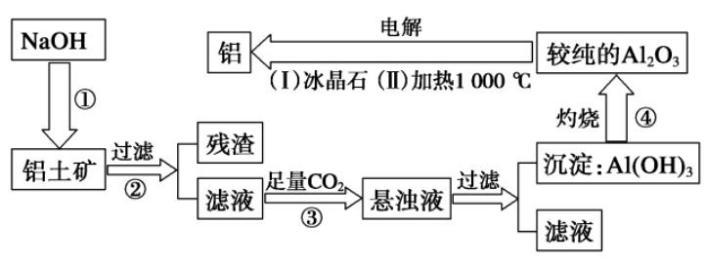 NaOH
①
铝土矿
过滤
②
残渣
滤液
足量CO₂
③
悬浊液
过滤
沉淀:Al(OH)₃
滤液
灼烧
④
较纯的Al₂O₃
电解
(Ⅰ)冰晶石 (Ⅱ)加热1 000 ℃
铝